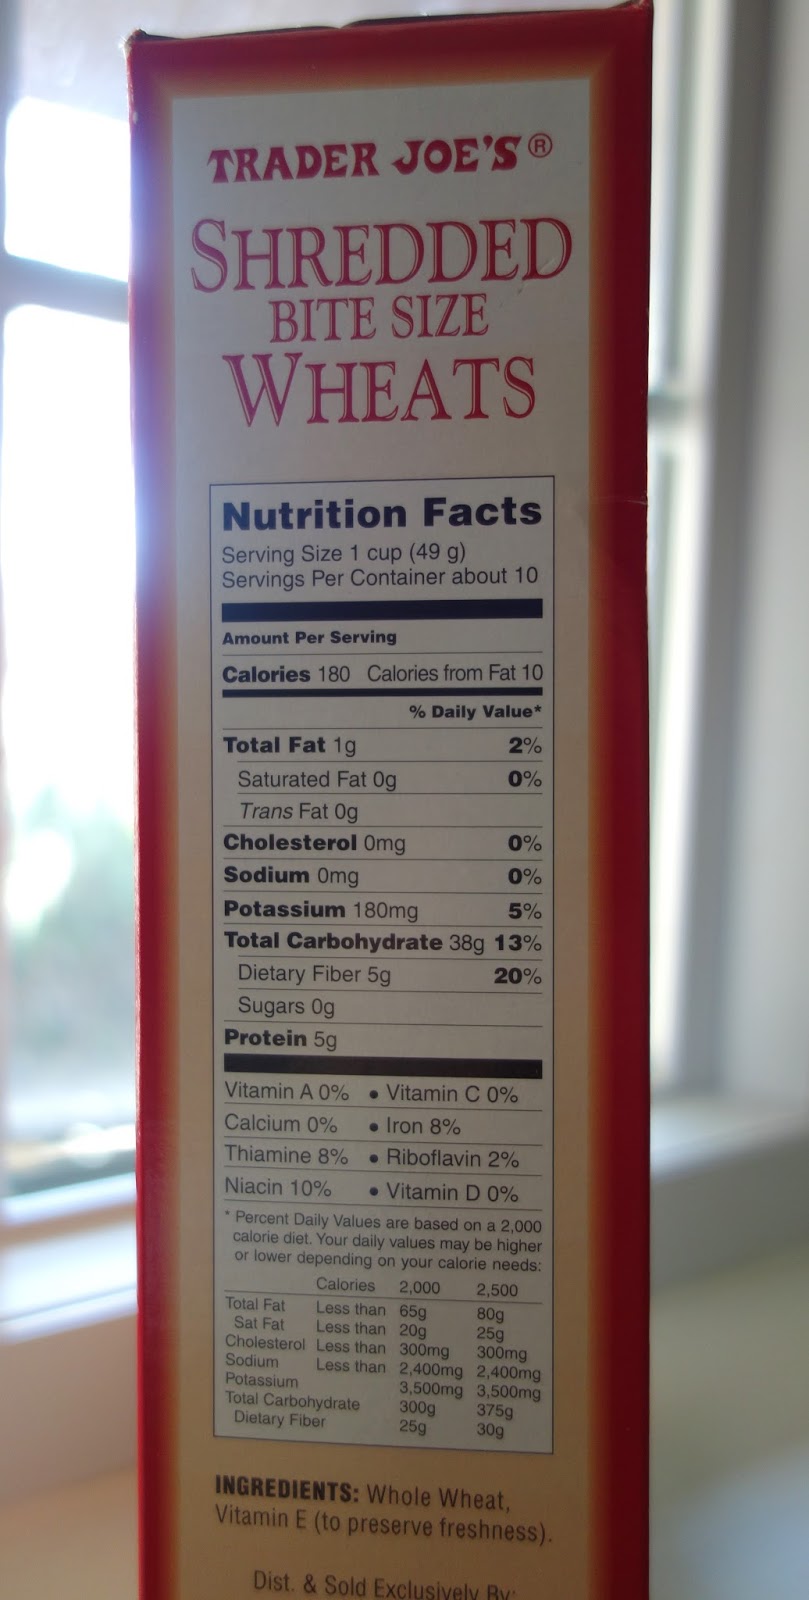 TRADER JOE'S®
SHREDDED
BITE SIZE
WHEATS
Nutrition Facts
Serving Size 1 cup (49 g)
Servings Per Container about 10
Amount Per Serving
Calories 180 Calories from Fat 10
% Daily Value*
Total Fat 1g 2%
Saturated Fat 0g 0%
Trans Fat 0g
Cholesterol 0mg 0%
Sodium 0mg 0%
Potassium 180mg 5%
Total Carbohydrate 38g 13%
Dietary Fiber 5g 20%
Sugars 0g
Protein 5g
Vitamin A 0% • Vitamin C 0%
Calcium 0% • Iron 8%
Thiamine 8% • Riboflavin 2%
Niacin 10% • Vitamin D 0%
* Percent Daily Values are based on a 2,000
calorie diet. Your daily values may be higher
or lower depending on your calorie needs:
Calories 2,000 2,500
Total Fat Less than 65g 80g
Sat Fat Less than 20g 25g
Cholesterol Less than 300mg 300mg
Sodium Less than 2,400mg 2,400mg
Potassium 3,500mg 3,500mg
Total Carbohydrate 300g 375g
Dietary Fiber 25g 30g
INGREDIENTS: Whole Wheat,
Vitamin E (to preserve freshness).
Dist. & Sold Exclusively By: